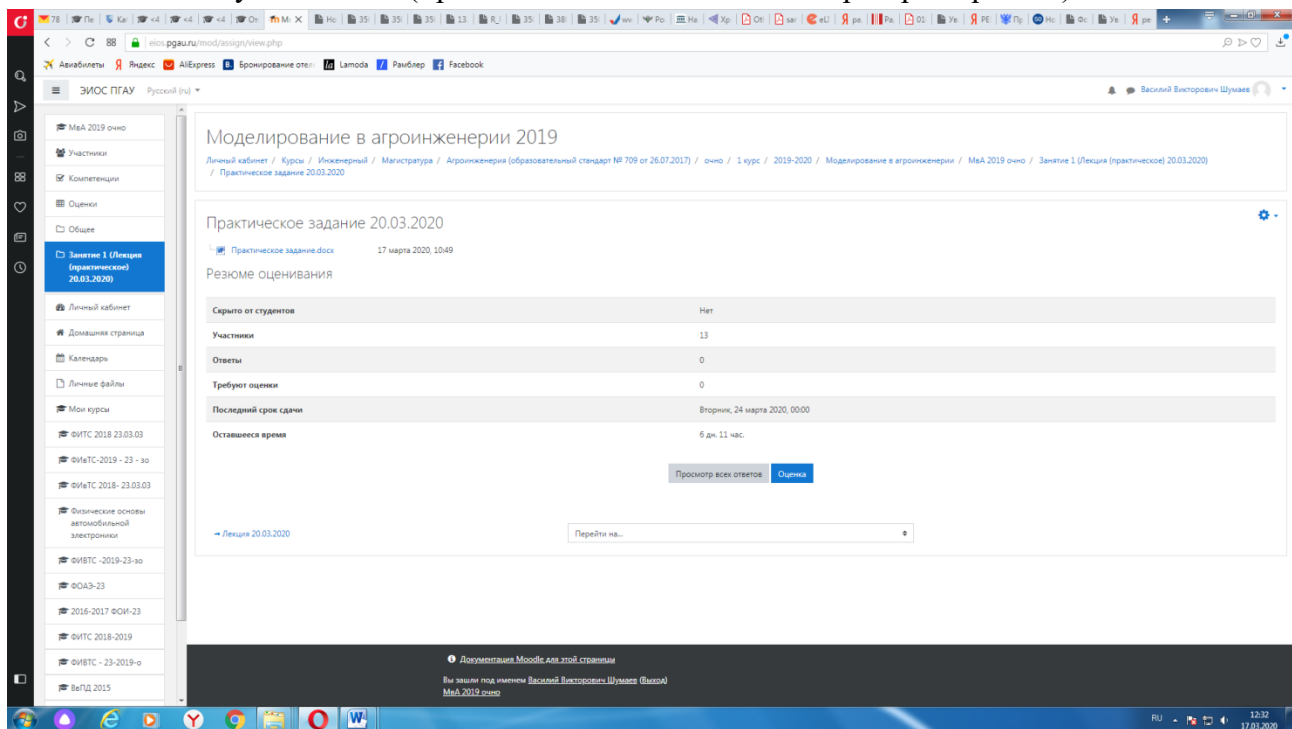 eios.pgau.ru/mod/assign/view.php
Авиабилеты Яндекс AliExpress Бронирование отел Lamoda Рамблер Facebook
ЭИОС ПГАУ Русский (ru)
Василий Викторович Шумаев
МвА 2019 очно
Участники
Компетенции
Оценки
Общее
Занятие 1 (Лекция
(практическое)
20.03.2020)
Личный кабинет
Домашняя страница
Календарь
Личные файлы
Мои курсы
ФИТС 2018 23.03.03
ФИвТС-2019 - 23 - зо
ФИвТС 2018- 23.03.03
Физические основы
автомобильной
электроники
ФИВТС -2019-23-зо
ФОАЭ-23
2016-2017 ФОИ-23
ФИТС 2018-2019
ФИВТС - 23-2019-о
ВвПД 2015
Моделирование в агроинженерии 2019
Личный кабинет / Курсы / Инженерный / Магистратура / Агроинженерия (образовательный стандарт № 709 от 26.07.2017) / очно / 1 курс / 2019-2020 / Моделирование в агроинженерии / МвА 2019 очно / Занятие 1 (Лекция (практическое) 20.03.2020)
/ Практическое задание 20.03.2020
Практическое задание 20.03.2020
Практическое задание.docx 17 марта 2020, 10:49
Резюме оценивания
Скрыто от студентов Нет
Участники 13
Ответы 0
Требуют оценки 0
Последний срок сдачи Вторник, 24 марта 2020, 00:00
Оставшееся время 6 дн. 11 час.
Просмотр всех ответов Оценка
→ Лекция 20.03.2020 Перейти на...
Документация Moodle для этой страницы
Вы зашли под именем Василий Викторович Шумаев (Выход)
МвА 2019 очно
RU 12:32
17.03.2020